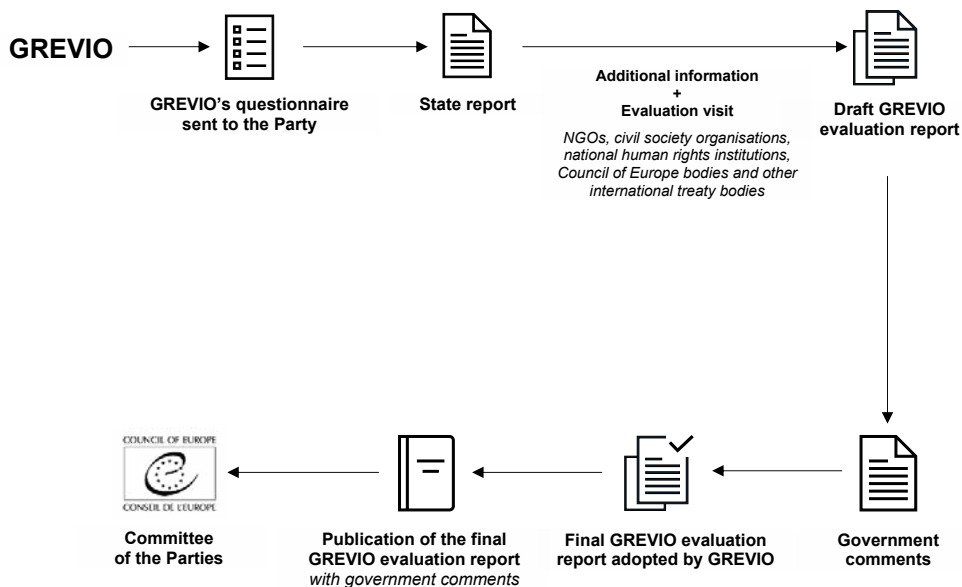 GREVIO
GREVIO's questionnaire
sent to the Party
State report
Additional information
+
Evaluation visit
NGOs, civil society organisations,
national human rights institutions,
Council of Europe bodies and other
international treaty bodies
Draft GREVIO
evaluation report
COUNCIL OF EUROPE
CONSEIL DE L'EUROPE
Committee
of the Parties
Publication of the final
GREVIO evaluation report
with government comments
Final GREVIO evaluation
report adopted by GREVIO
Government
comments